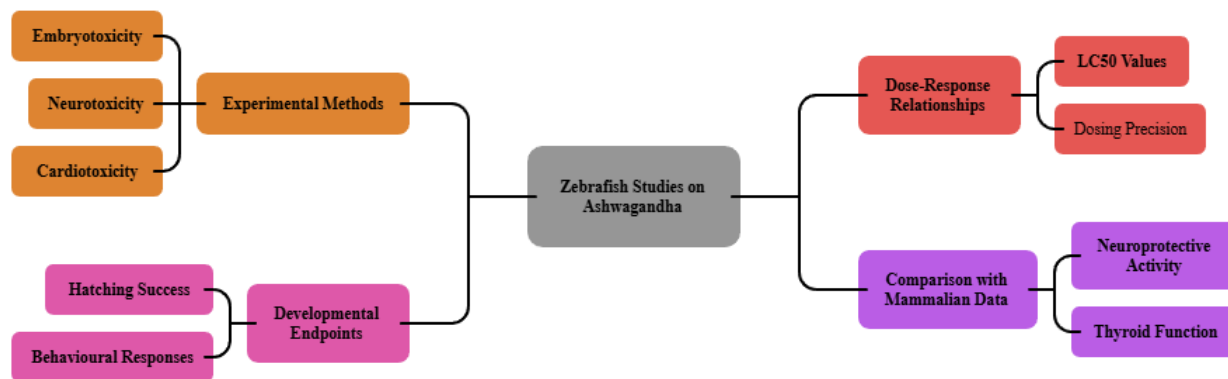 Embryotoxicity
Neurotoxicity
Cardiotoxicity
Experimental Methods
Hatching Success
Behavioural Responses
Developmental
Endpoints
Zebrafish Studies on
Ashwagandha
Dose-Response
Relationships
LC50 Values
Dosing Precision
Comparison with
Mammalian Data
Neuroprotective
Activity
Thyroid Function